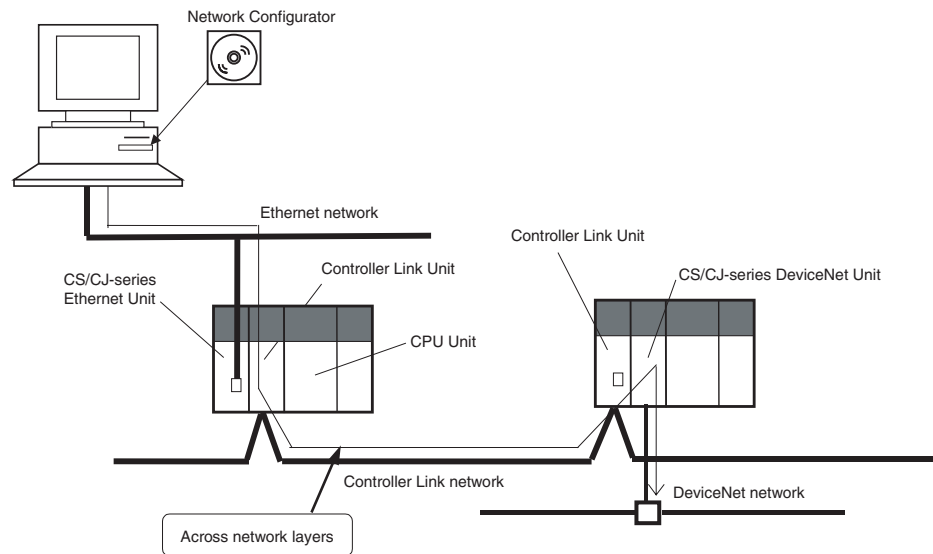 Network Configurator
Ethernet network
Controller Link Unit
CS/CJ-series
Ethernet Unit
Controller Link Unit
CS/CJ-series DeviceNet Unit
CPU Unit
Controller Link network
DeviceNet network
Across network layers